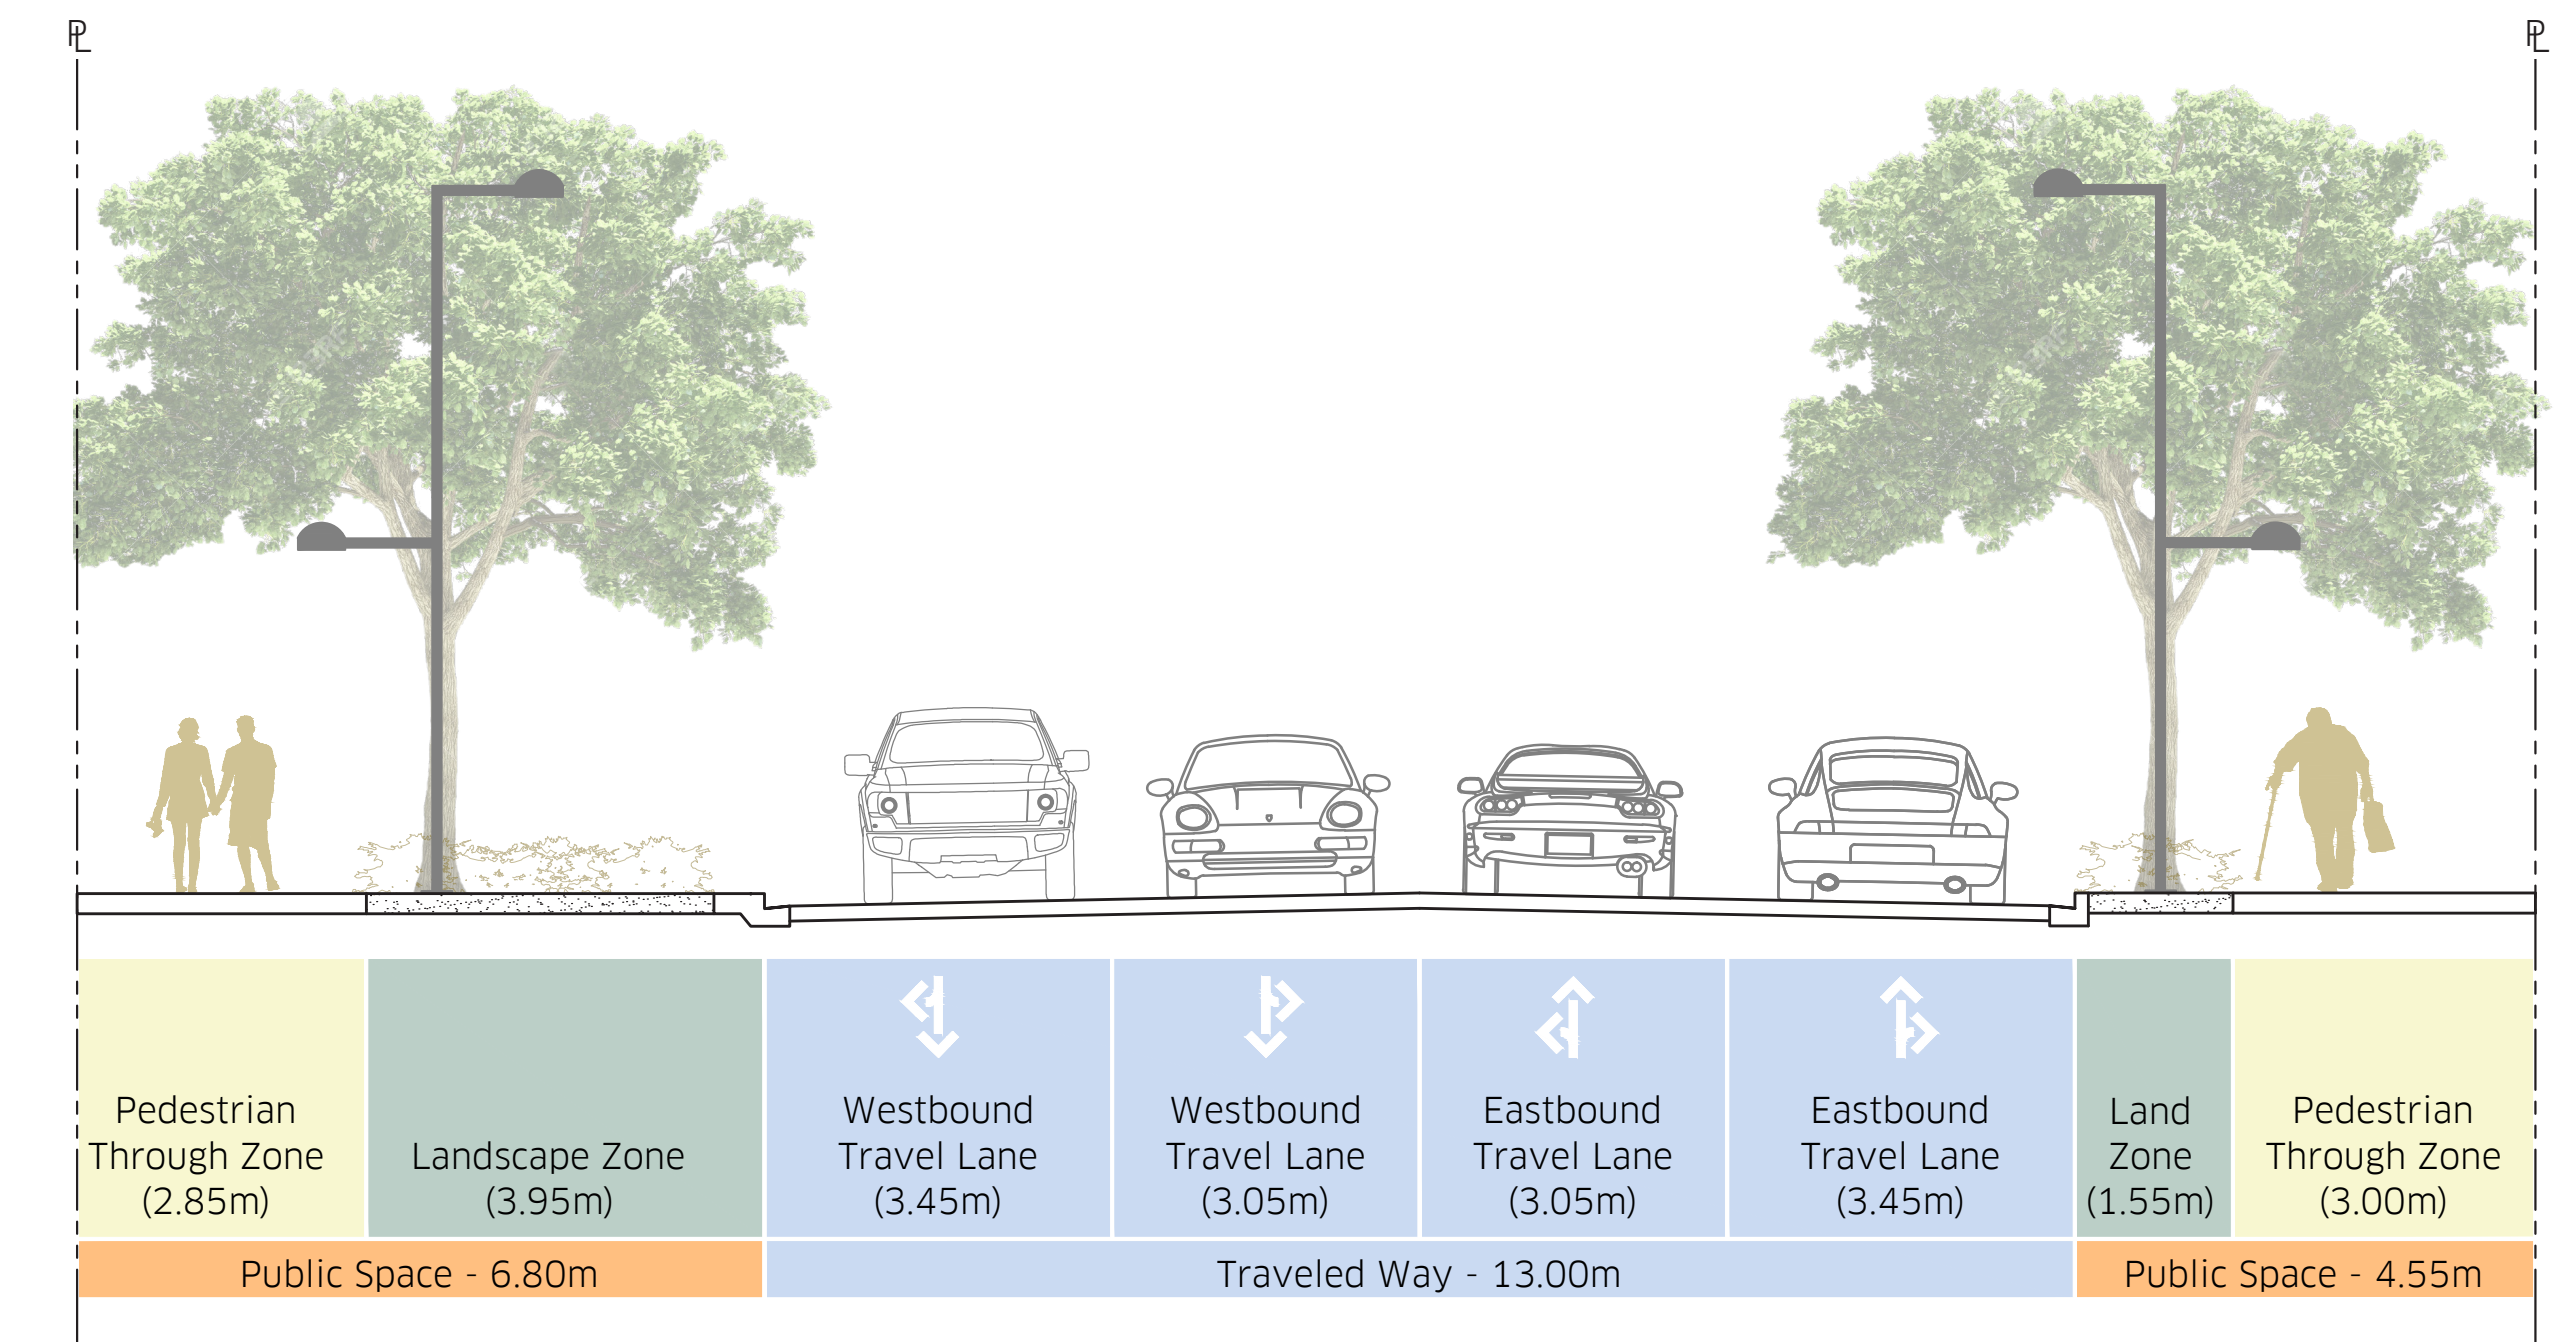 PL
PL
Pedestrian
Through Zone
(2.85m)
Landscape Zone
(3.95m)
Westbound
Travel Lane
(3.45m)
Westbound
Travel Lane
(3.05m)
Eastbound
Travel Lane
(3.05m)
Eastbound
Travel Lane
(3.45m)
Land
Zone
(1.55m)
Pedestrian
Through Zone
(3.00m)
Public Space - 6.80m
Traveled Way - 13.00m
Public Space - 4.55m